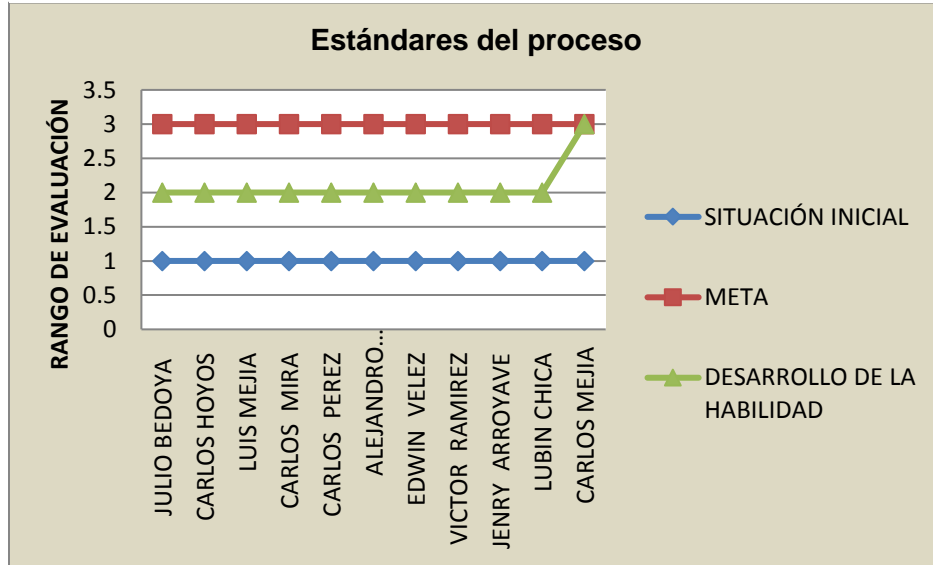 Estándares del proceso
RANGO DE EVALUACIÓN
3.5
3
2.5
2
1.5
1
0.5
0
JULIO BEDOYA
CARLOS HOYOS
LUIS MEJIA
CARLOS MIRA
CARLOS PEREZ
ALEJANDRO...
EDWIN VELEZ
VICTOR RAMIREZ
JENRY ARROYAVE
LUBIN CHICA
CARLOS MEJIA
SITUACIÓN INICIAL
META
DESARROLLO DE LA
HABILIDAD